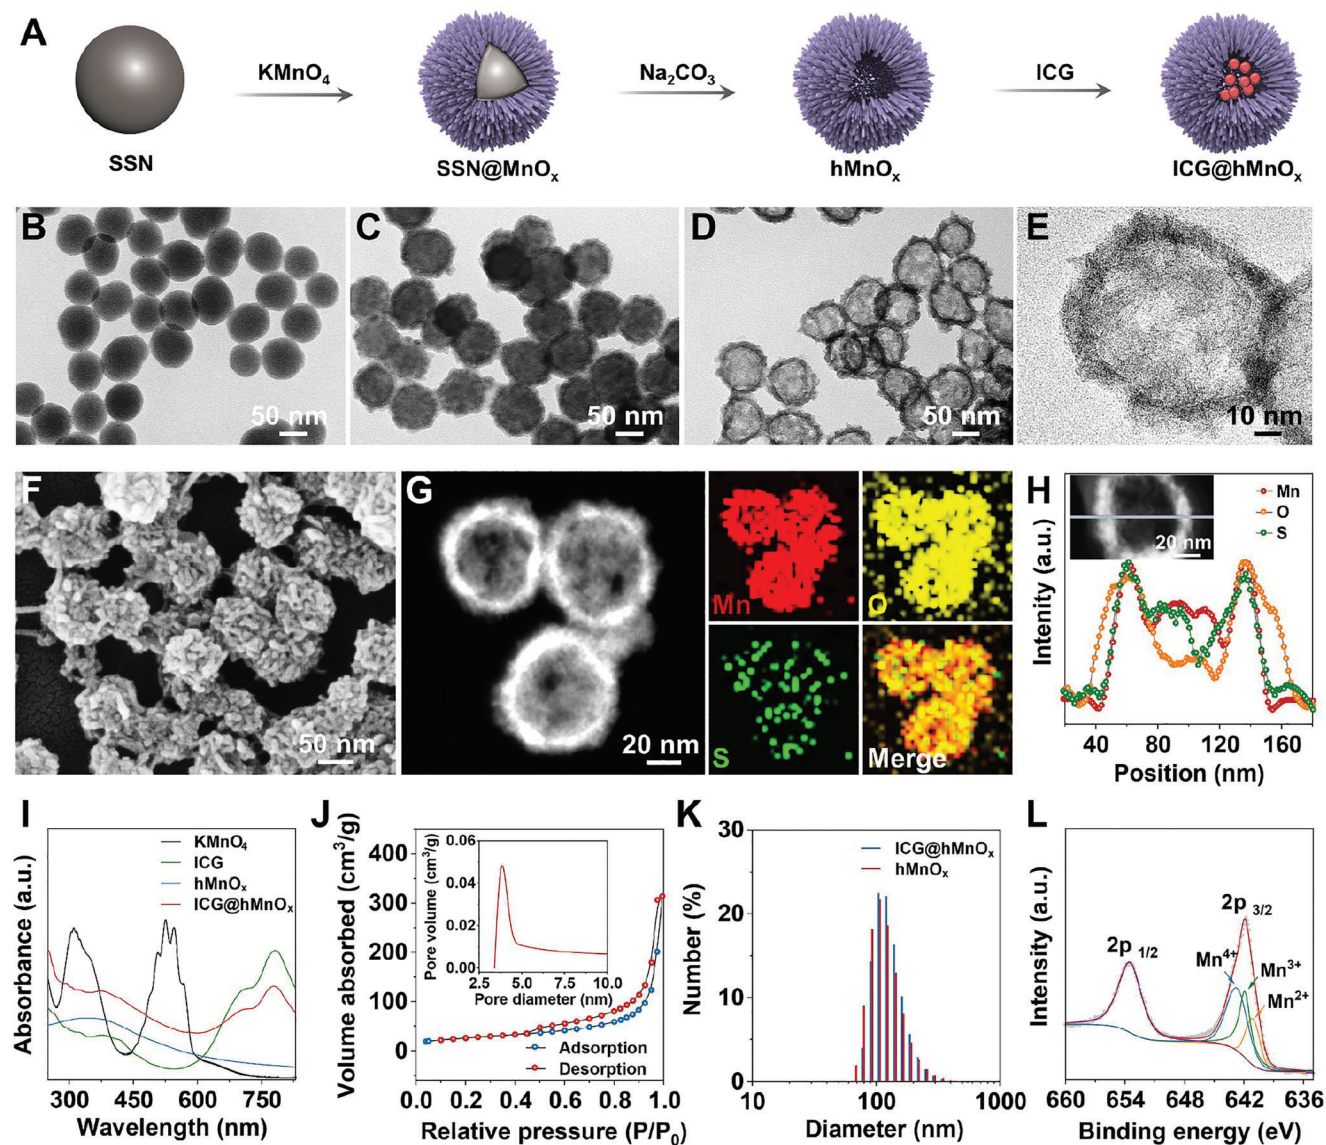 A
KMnO₄
Na₂CO₃
ICG
SSN
SSN@MnOₓ
hMnOₓ
ICG@hMnOₓ
B
50 nm
C
50 nm
D
50 nm
E
10 nm
F
50 nm
G
20 nm
Mn
O
S
Merge
H
Mn
O
S
20 nm
Intenity (a.u.)
40 80 120 160
Position (nm)
I
KMnO₄
ICG
hMnOₓ
ICG@hMnOₓ
Absorbance (a.u.)
300 450 600 750
Wavelength (nm)
J
Volume absorbed (cm³/g)
400
300
200
100
0
Pore volume (cm³/g)
0.06
0.04
0.02
0.00
2.5 5.0 7.5 10.0
Pore diameter (nm)
Adsorption
Desorption
0.0 0.2 0.4 0.6 0.8 1.0
Relative pressure (P/P₀)
K
ICG@hMnOₓ
hMnOₓ
Number (%)
30
20
10
0
10 100 1000
Diameter (nm)
L
Intensity (a.u.)
2p 1/2
2p 3/2
Mn⁴⁺
Mn³⁺
Mn²⁺
660 654 648 642 636
Binding energy (eV)